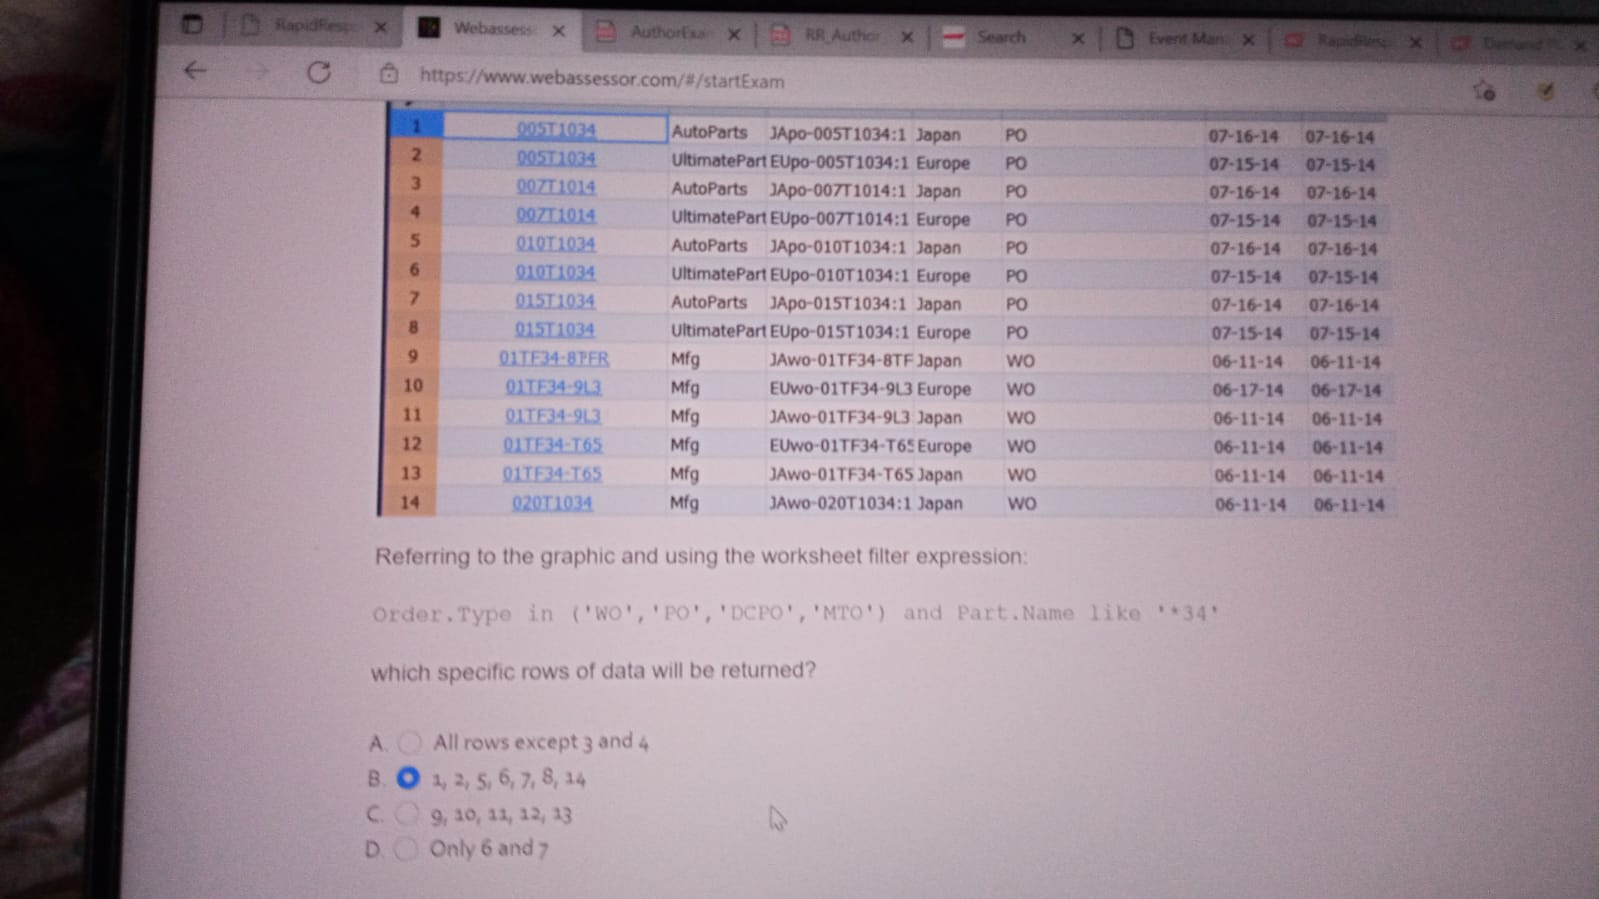 Webassess
AuthorExa
RR_Author
Search
Event Man
https://www.webassessor.com/#/startExam
1 005T1034 AutoParts JApo-005T1034:1 Japan PO 07-16-14 07-16-14
2 005T1034 UltimatePart EUpo-005T1034:1 Europe PO 07-15-14 07-15-14
3 007T1014 AutoParts JApo-007T1014:1 Japan PO 07-16-14 07-16-14
4 007T1014 UltimatePart EUpo-007T1014:1 Europe PO 07-15-14 07-15-14
5 010T1034 AutoParts JApo-010T1034:1 Japan PO 07-16-14 07-16-14
6 010T1034 UltimatePart EUpo-010T1034:1 Europe PO 07-15-14 07-15-14
7 015T1034 AutoParts JApo-015T1034:1 Japan PO 07-16-14 07-16-14
8 015T1034 UltimatePart EUpo-015T1034:1 Europe PO 07-15-14 07-15-14
9 Mfg JAwo-01TF34-8TF Japan WO 06-11-14 06-11-14
10 01TF34-9L3 Mfg EUwo-01TF34-9L3 Europe WO 06-17-14 06-17-14
11 01TF34-9L3 Mfg JAwo-01TF34-9L3 Japan WO 06-11-14 06-11-14
12 01TF34-T65 Mfg EUwo-01TF34-T65 Europe WO 06-11-14 06-11-14
13 01TF34-T65 Mfg JAwo-01TF34-T65 Japan WO 06-11-14 06-11-14
14 020T1034 Mfg JAwo-020T1034:1 Japan WO 06-11-14 06-11-14
Referring to the graphic and using the worksheet filter expression:
Order.Type in ('WO','PO','DCPO','MTO') and Part.Name like '*34'
which specific rows of data will be returned?
A. All rows except 3 and 4
B. 1, 2, 5, 6, 7, 8, 14
C. 9, 10, 11, 12, 13
D. Only 6 and 7